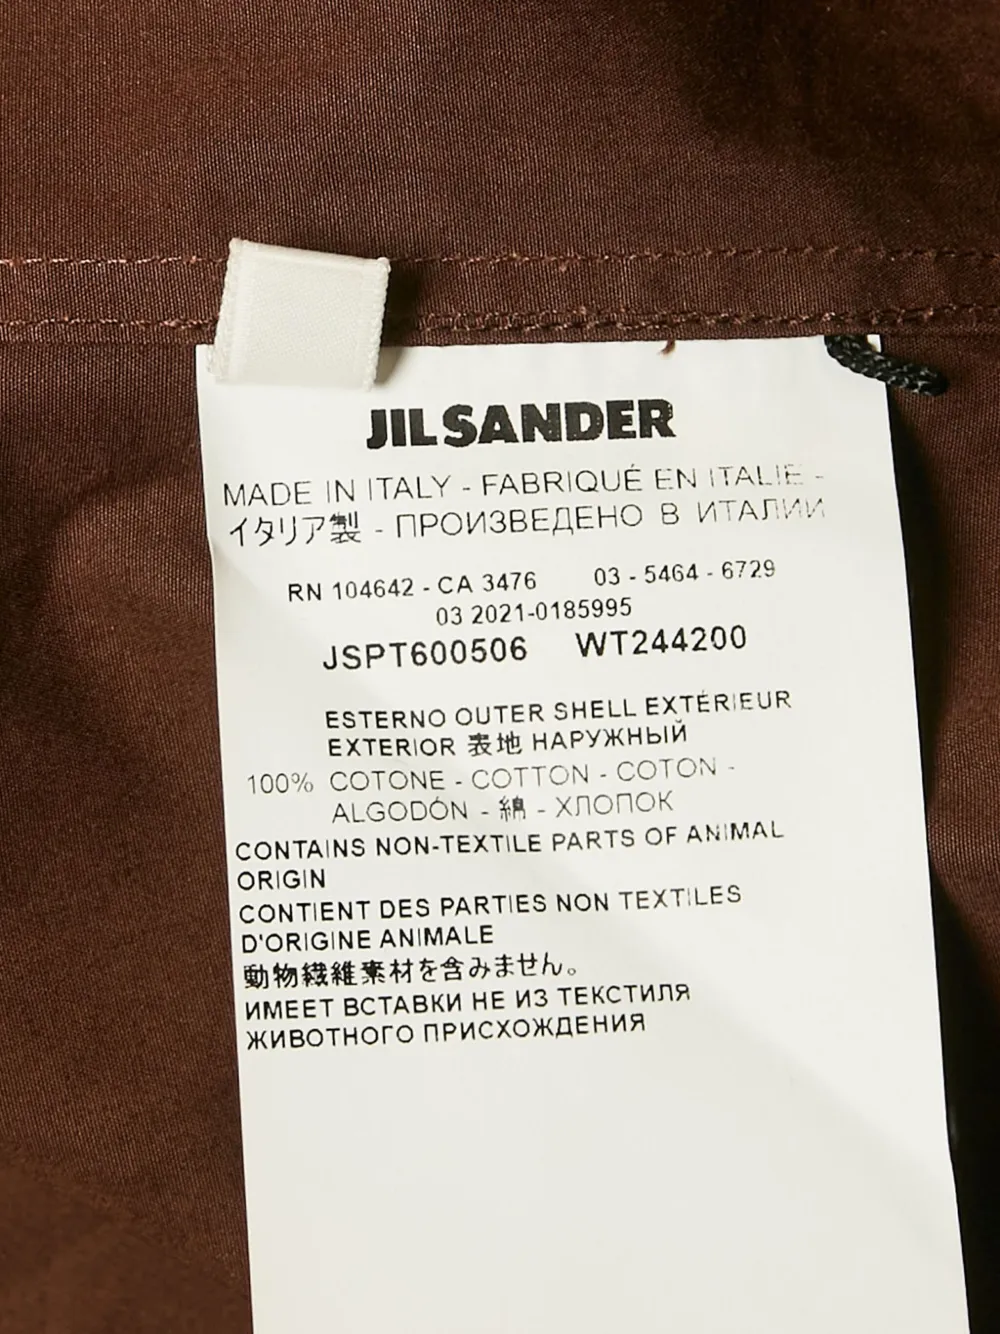 JIL SANDER
MADE IN ITALY - FABRIQUÉ EN ITALIE -
イタリア製 - ПРОИЗВЕДЕНО В ИТАЛИИ
RN 104642 - CA 3476 03 - 5464 - 6729
03 2021-0185995
JSPT600506 WT244200
ESTERNO OUTER SHELL EXTÉRIEUR
EXTERIOR 表地 НАРУЖНЫЙ
100% COTONE - COTTON - COTON -
ALGODÓN - 綿 - ХЛОПОК
CONTAINS NON-TEXTILE PARTS OF ANIMAL
ORIGIN
CONTIENT DES PARTIES NON TEXTILES
D'ORIGINE ANIMALE
動物繊維素材を含みません。
ИМЕЕТ ВСТАВКИ НЕ ИЗ ТЕКСТИЛЯ
ЖИВОТНОГО ПРИСХОЖДЕНИЯ